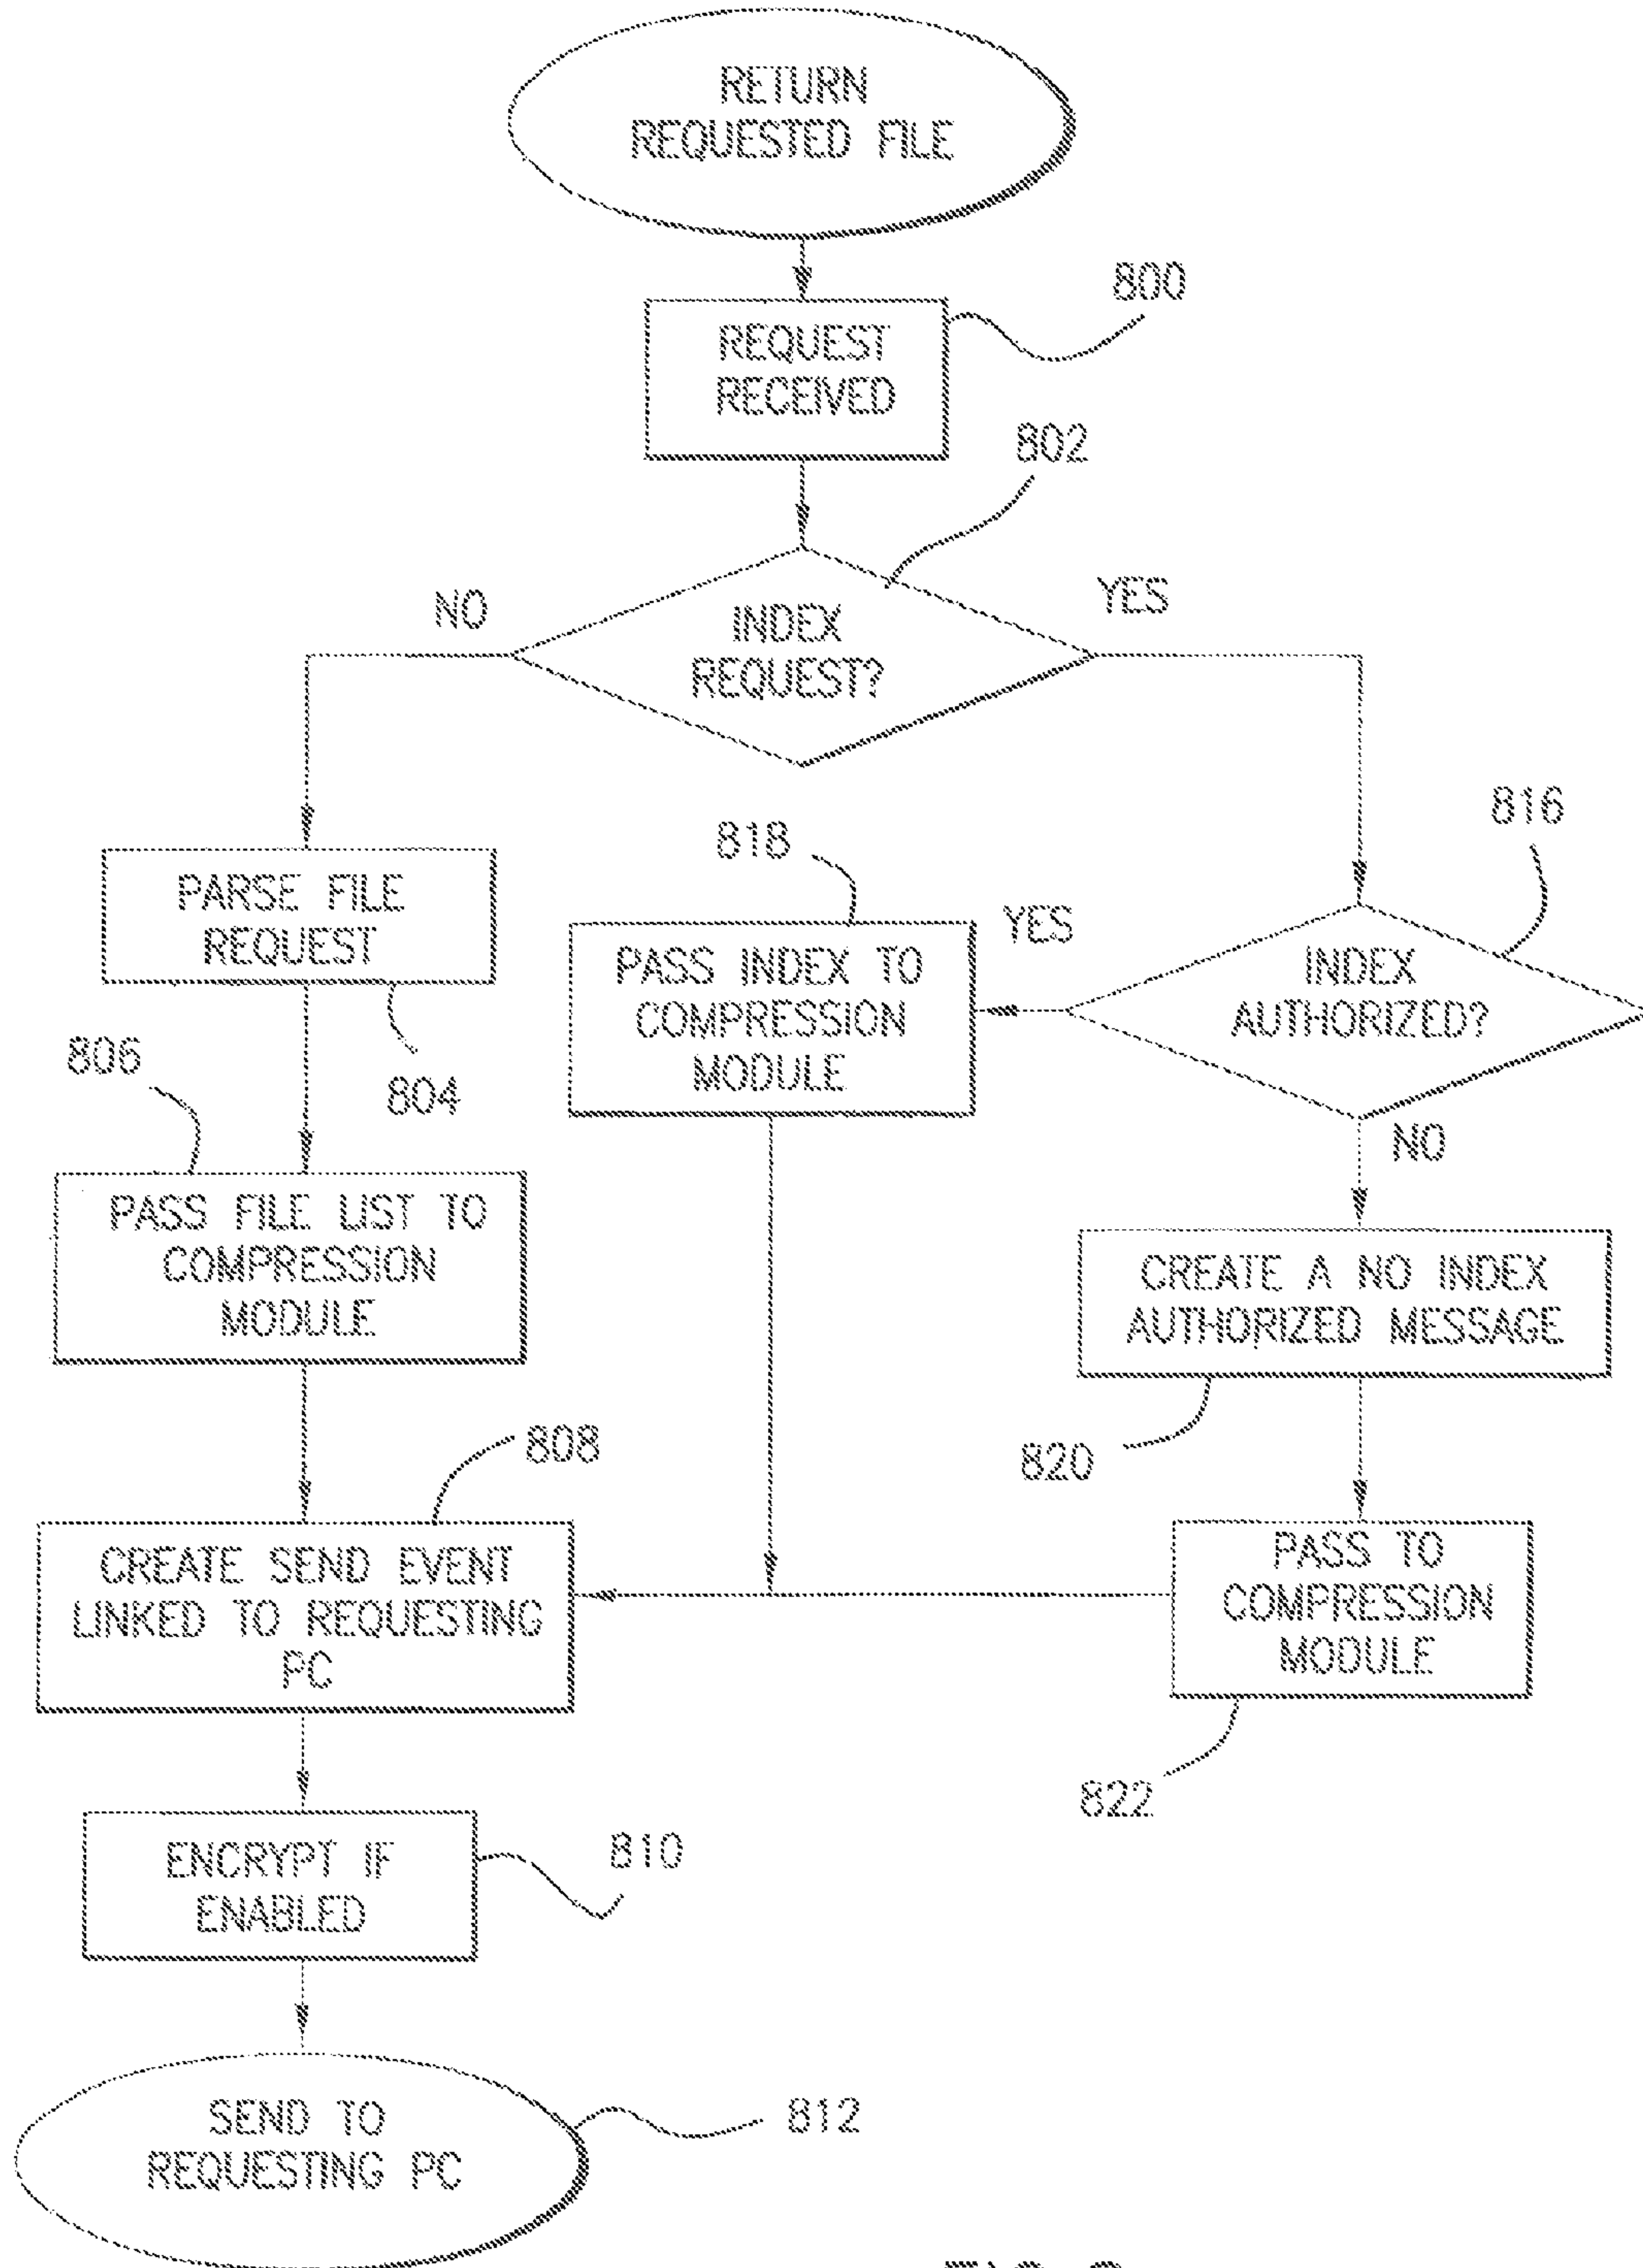 RETURN
REQUESTED FILE
800
REQUEST
RECEIVED
802
NO
YES
INDEX
REQUEST?
816
818
PARSE FILE
REQUEST
YES
PASS INDEX TO
COMPRESSION
MODULE
INDEX
AUTHORIZED?
806
804
NO
PASS FILE LIST TO
COMPRESSION
MODULE
CREATE A NO INDEX
AUTHORIZED MESSAGE
808
820
CREATE SEND EVENT
LINKED TO REQUESTING
PC
PASS TO
COMPRESSION
MODULE
822
ENCRYPT IF
ENABLED
810
SEND TO
REQUESTING PC
812